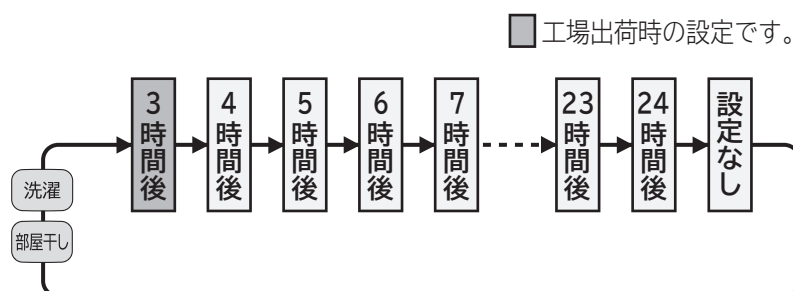 工場出荷時の設定です。
3時間後
4時間後
5時間後
6時間後
7時間後
23時間後
24時間後
設定なし
洗濯
部屋干し